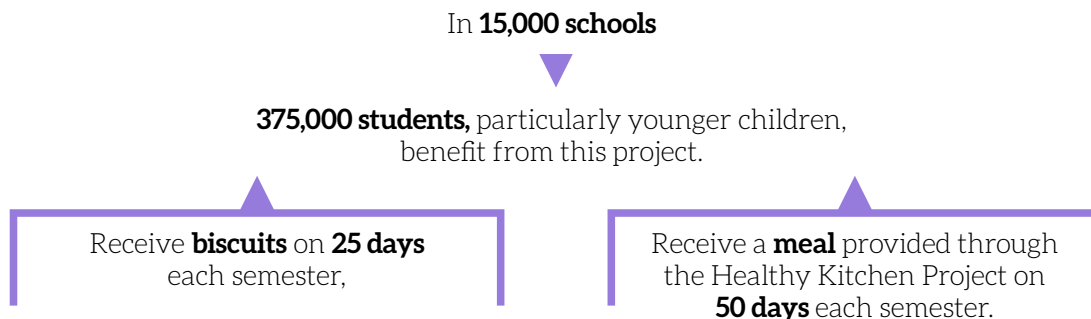 In 15,000 schools
375,000 students, particularly younger children,
benefit from this project.
Receive biscuits on 25 days
each semester,
Receive a meal provided through
the Healthy Kitchen Project on
50 days each semester.